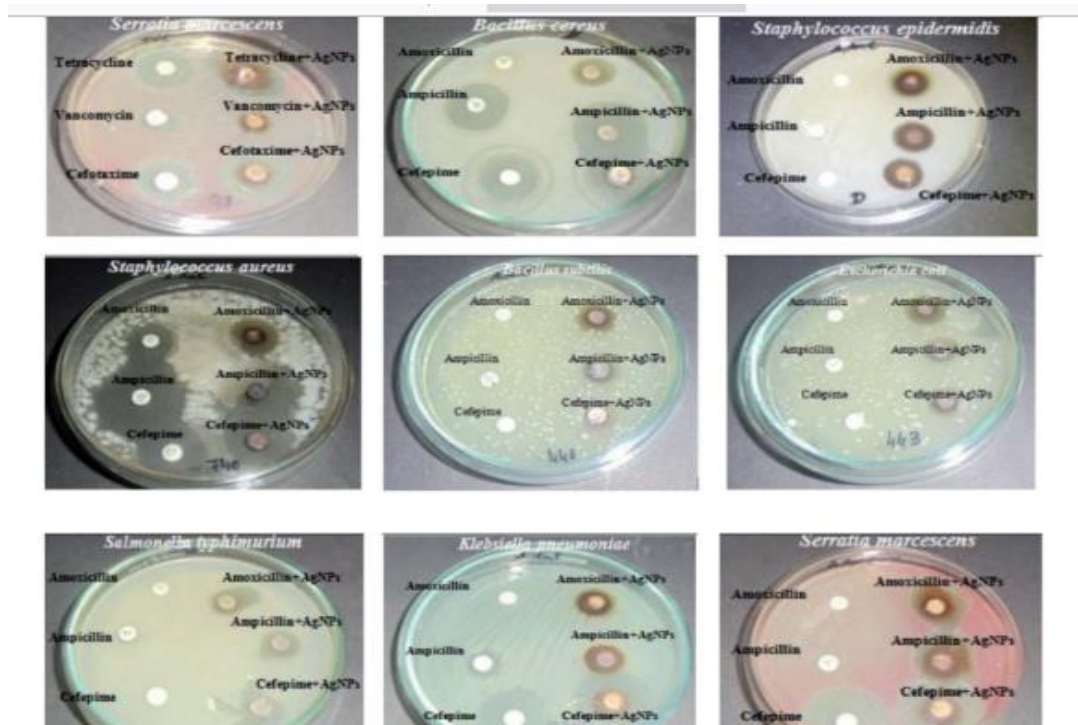 Serratia marcescens
Tetracycline
Tetracycline+AgNPs
Vancomycin
Vancomycin+AgNPs
Cefotaxime
Cefotaxime+AgNPs
Bacillus cereus
Amoxicillin
Amoxicillin+AgNPs
Ampicillin
Ampicillin+AgNPs
Cefepime
Cefepime+AgNPs
Staphylococcus epidermidis
Amoxicillin
Amoxicillin+AgNPs
Ampicillin
Ampicillin+AgNPs
Cefepime
Cefepime+AgNPs
D
Staphylococcus aureus
Amoxicillin
Amoxicillin+AgNPs
Ampicillin
Ampicillin+AgNPs
Cefepime
Cefepime+AgNPs
Bacillus subtilis
Amoxicillin
Amoxicillin+AgNPs
Ampicillin
Ampicillin+AgNPs
Cefepime
Cefepime+AgNPs
Escherichia coli
Amoxicillin
Amoxicillin+AgNPs
Ampicillin
Ampicillin+AgNPs
Cefepime
Cefepime+AgNPs
443
Salmonella typhimurium
Amoxicillin
Amoxicillin+AgNPs
Ampicillin
Ampicillin+AgNPs
Cefepime
Cefepime+AgNPs
Klebsiella pneumoniae
Amoxicillin
Amoxicillin+AgNPs
Ampicillin
Ampicillin+AgNPs
Cefepime
Cefepime+AgNPs
Serratia marcescens
Amoxicillin
Amoxicillin+AgNPs
Ampicillin
Ampicillin+AgNPs
Cefepime
Cefepime+AgNPs